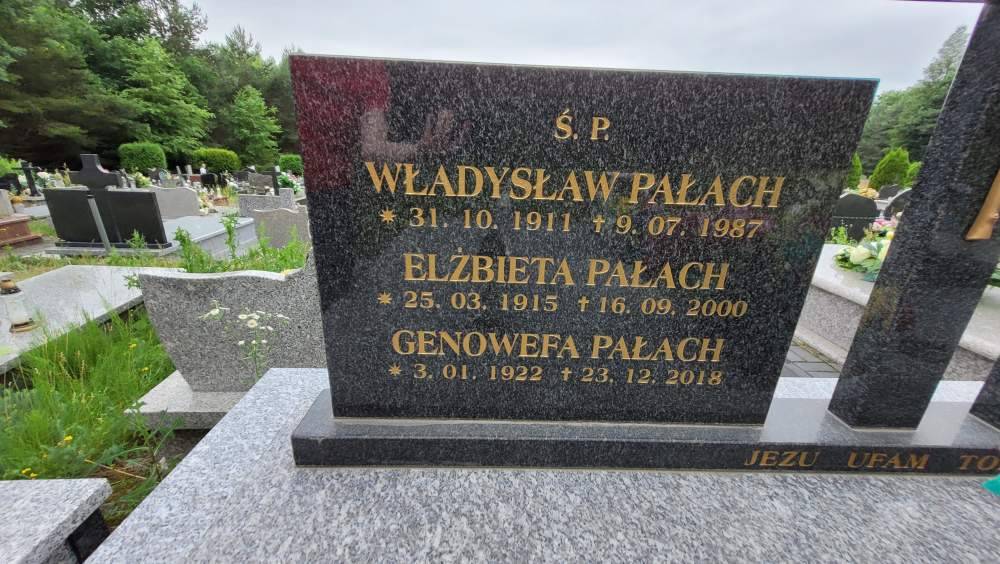 Ś. P.
WŁADYSŁAW PAŁACH
* 31. 10. 1911 † 9. 07. 1987
ELŻBIETA PAŁACH
* 25. 03. 1915 † 16. 09. 2000
GENOWEFA PAŁACH
* 3. 01. 1922 † 23. 12. 2018
JEZU UFAM TO